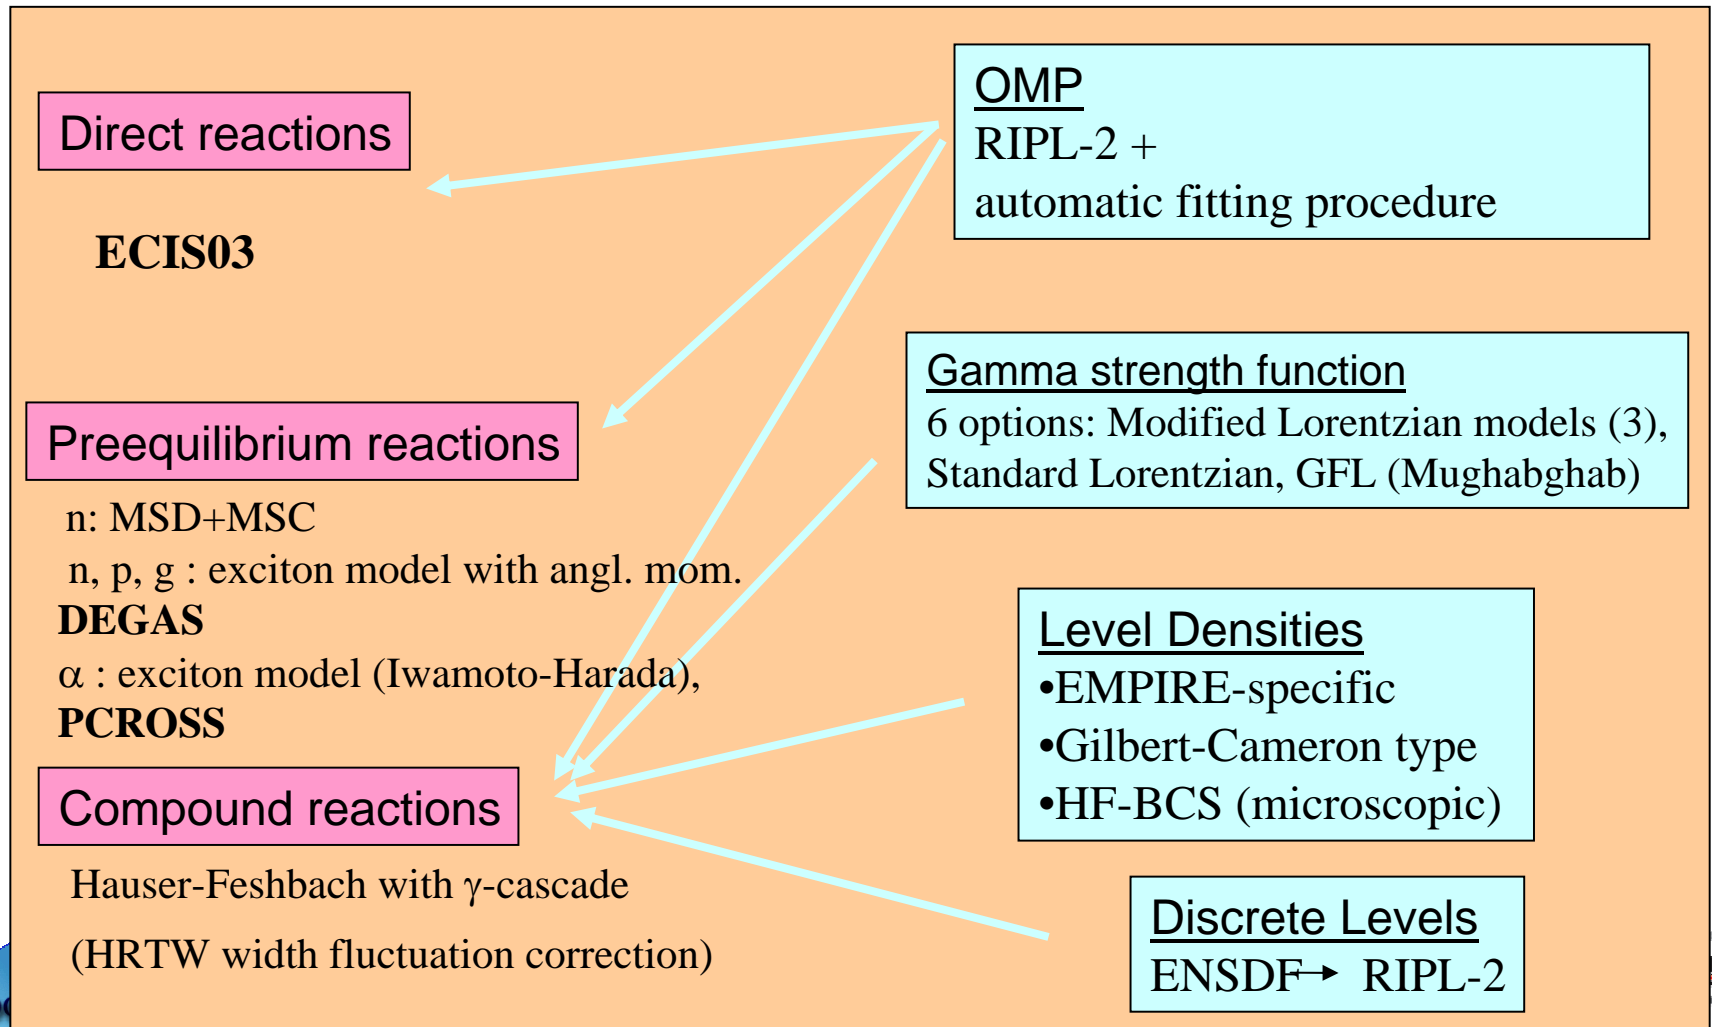 Direct reactions
ECIS03
Preequilibrium reactions
n: MSD+MSC
n, p, g : exciton model with angl. mom.
DEGAS
α : exciton model (Iwamoto-Harada),
PCROSS
Compound reactions
Hauser-Feshbach with γ-cascade
(HRTW width fluctuation correction)
OMP
RIPL-2 +
automatic fitting procedure
Gamma strength function
6 options: Modified Lorentzian models (3),
Standard Lorentzian, GFL (Mughabghab)
Level Densities
•EMPIRE-specific
•Gilbert-Cameron type
•HF-BCS (microscopic)
Discrete Levels
ENSDF→ RIPL-2